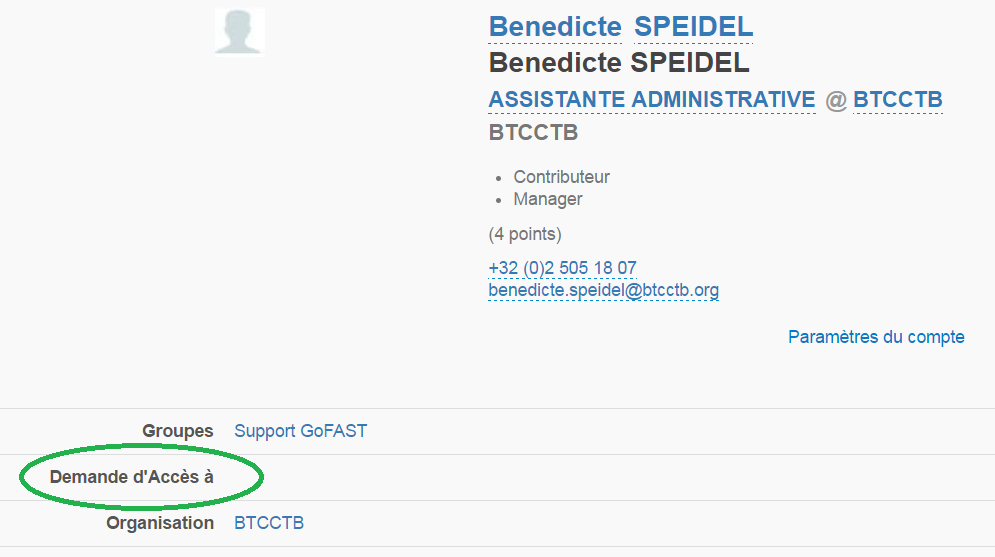 Benedicte SPEIDEL
Benedicte SPEIDEL
ASSISTANTE ADMINISTRATIVE @ BTCCTB
BTCCTB
• Contributeur
• Manager
(4 points)
+32 (0)2 505 18 07
benedicte.speidel@btcctb.org
Paramètres du compte
Groupes Support GoFAST
Demande d'Accès à
Organisation BTCCTB